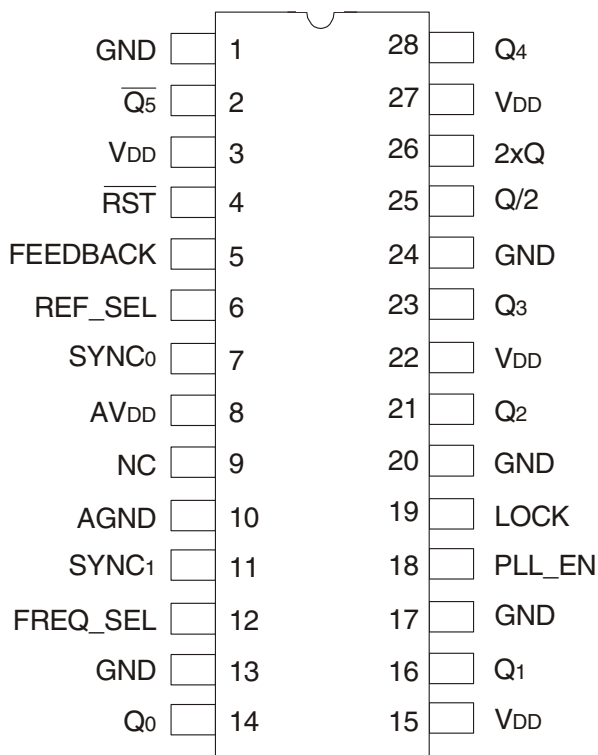 GND 1 28 Q4
Q5 2 27 VDD
VDD 3 26 2xQ
RST 4 25 Q/2
FEEDBACK 5 24 GND
REF_SEL 6 23 Q3
SYNC0 7 22 VDD
AVDD 8 21 Q2
NC 9 20 GND
AGND 10 19 LOCK
SYNC1 11 18 PLL_EN
FREQ_SEL 12 17 GND
GND 13 16 Q1
Q0 14 15 VDD